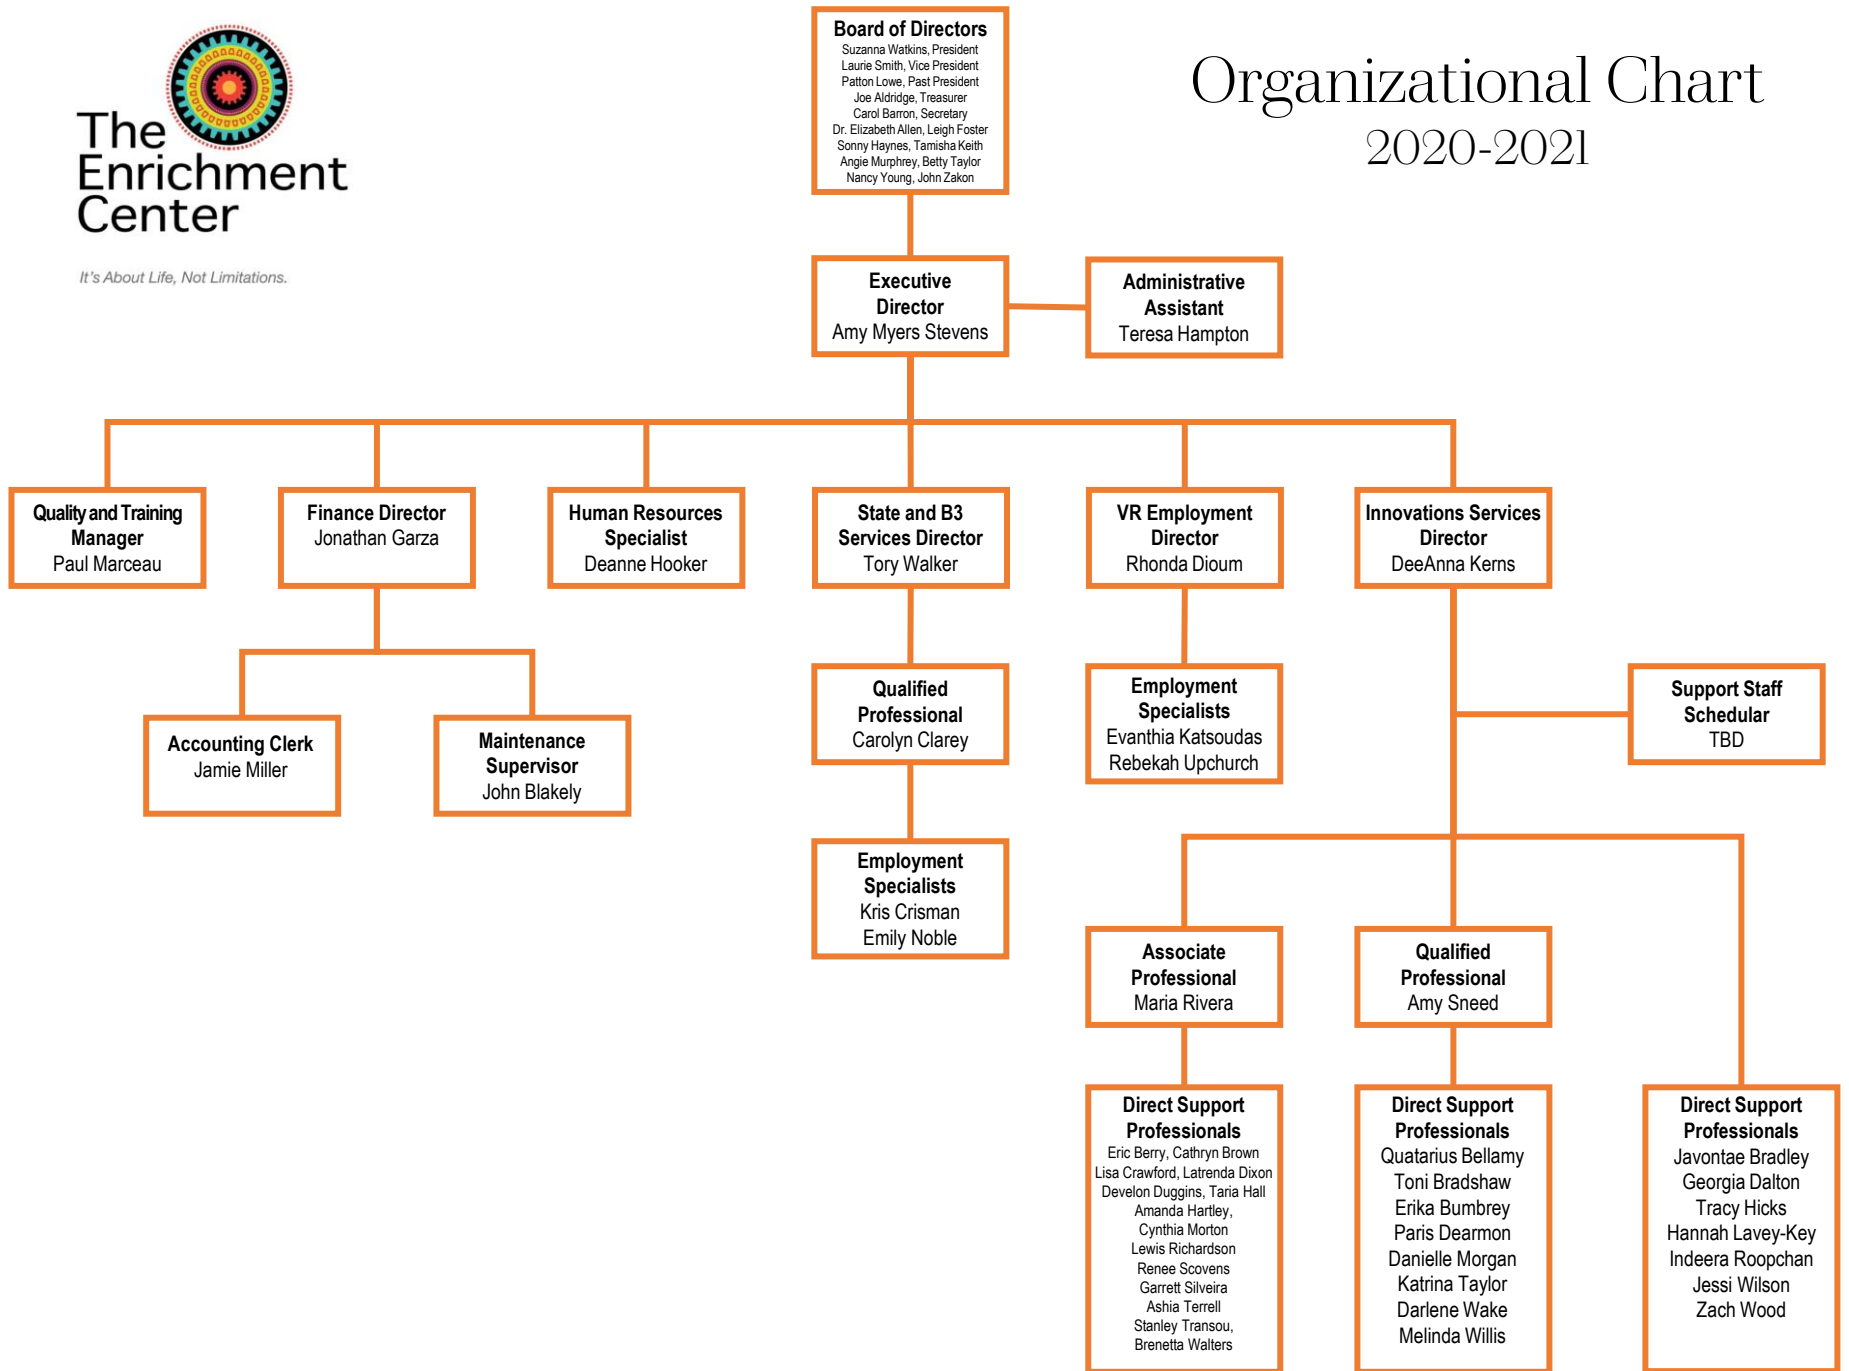 The
Enrichment
Center
It's About Life, Not Limitations.
Board of Directors
Suzanna Watkins, President
Laurie Smith, Vice President
Patton Lowe, Past President
Joe Aldridge, Treasurer
Carol Barron, Secretary
Dr. Elizabeth Allen, Leigh Foster
Sonny Haynes, Tamisha Keith
Angie Murphrey, Betty Taylor
Nancy Young, John Zakon
Organizational Chart
2020-2021
Executive
Director
Amy Myers Stevens
Administrative
Assistant
Teresa Hampton
Quality and Training
Manager
Paul Marceau
Finance Director
Jonathan Garza
Human Resources
Specialist
Deanne Hooker
State and B3
Services Director
Tory Walker
VR Employment
Director
Rhonda Dioum
Innovations Services
Director
DeeAnna Kerns
Accounting Clerk
Jamie Miller
Maintenance
Supervisor
John Blakely
Qualified
Professional
Carolyn Clarey
Employment
Specialists
Evanthia Katsoudas
Rebekah Upchurch
Support Staff
Schedular
TBD
Employment
Specialists
Kris Crisman
Emily Noble
Associate
Professional
Maria Rivera
Qualified
Professional
Amy Sneed
Direct Support
Professionals
Eric Berry, Cathryn Brown
Lisa Crawford, Latrenda Dixon
Develon Duggins, Taria Hall
Amanda Hartley,
Cynthia Morton
Lewis Richardson
Renee Scovens
Garrett Silveira
Ashia Terrell
Stanley Transou,
Brenetta Walters
Direct Support
Professionals
Quatarius Bellamy
Toni Bradshaw
Erika Bumbrey
Paris Dearmon
Danielle Morgan
Katrina Taylor
Darlene Wake
Melinda Willis
Direct Support
Professionals
Javontae Bradley
Georgia Dalton
Tracy Hicks
Hannah Lavey-Key
Indeera Roopchan
Jessi Wilson
Zach Wood